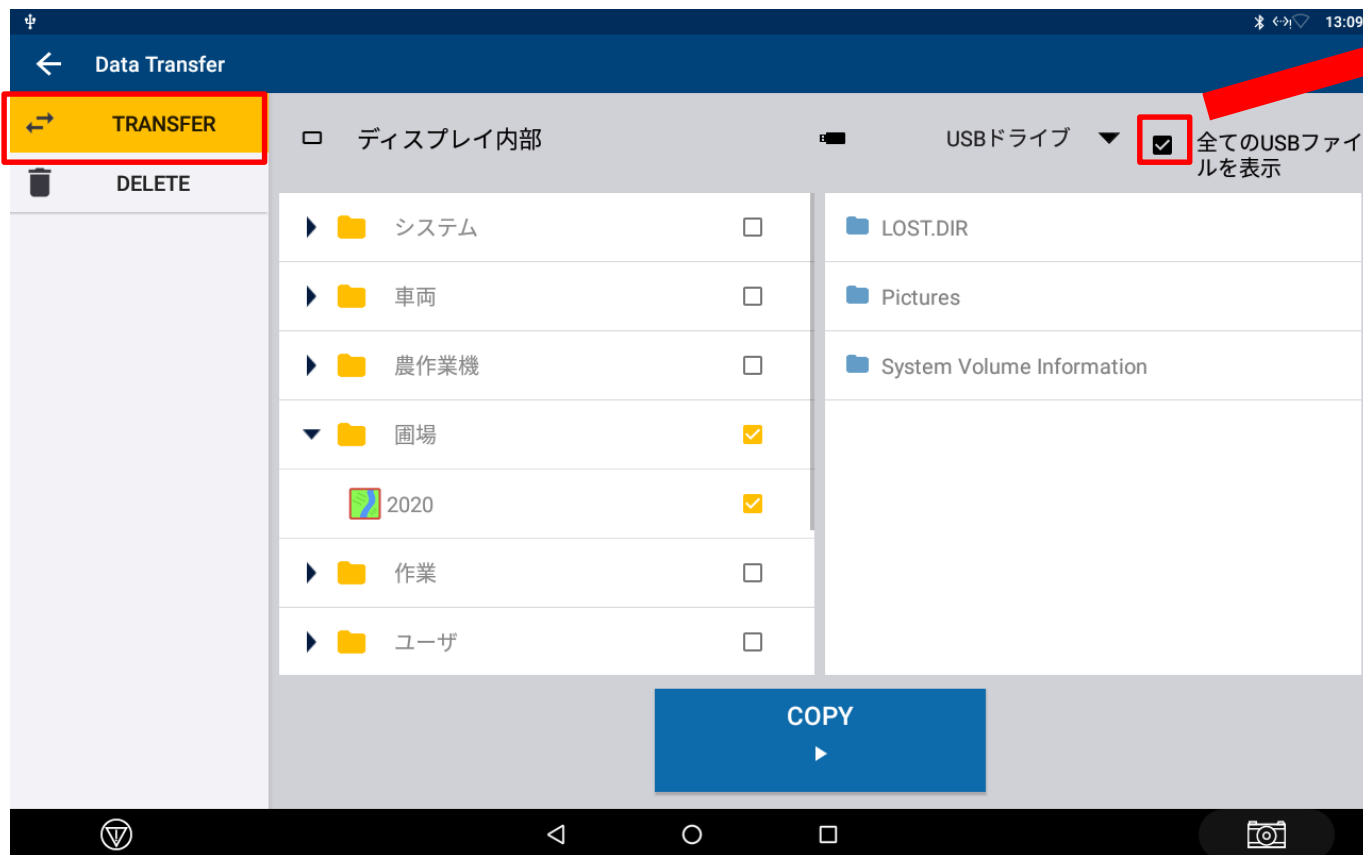 13:09
Data Transfer
TRANSFER
DELETE
ディスプレイ内部
USBドライブ
全てのUSBファイ
ルを表示
システム
車両
農作業機
圃場
2020
作業
ユーザ
LOST.DIR
Pictures
System Volume Information
COPY